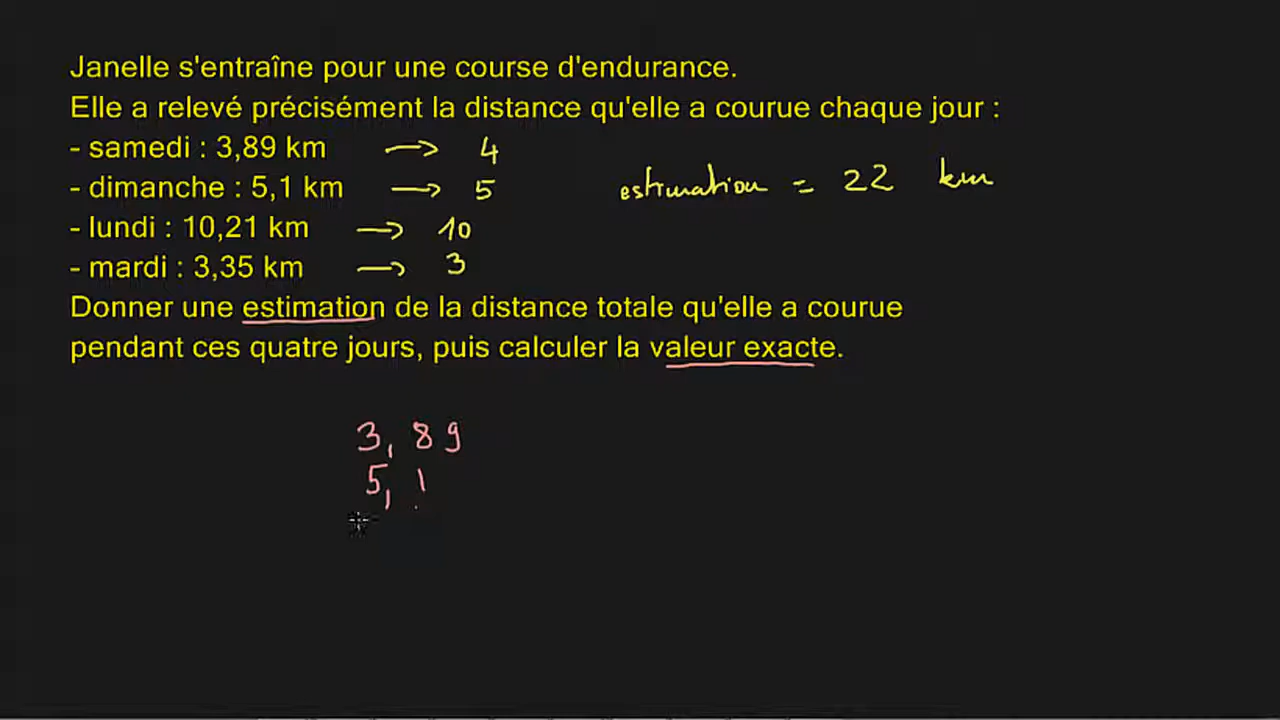 Janelle s'entraîne pour une course d'endurance.
Elle a relevé précisément la distance qu'elle a courue chaque jour :
- samedi : 3,89 km → 4
- dimanche : 5,1 km → 5 estimation = 22 km
- lundi : 10,21 km → 10
- mardi : 3,35 km → 3
Donner une estimation de la distance totale qu'elle a courue
pendant ces quatre jours, puis calculer la valeur exacte.
3,89
5,1